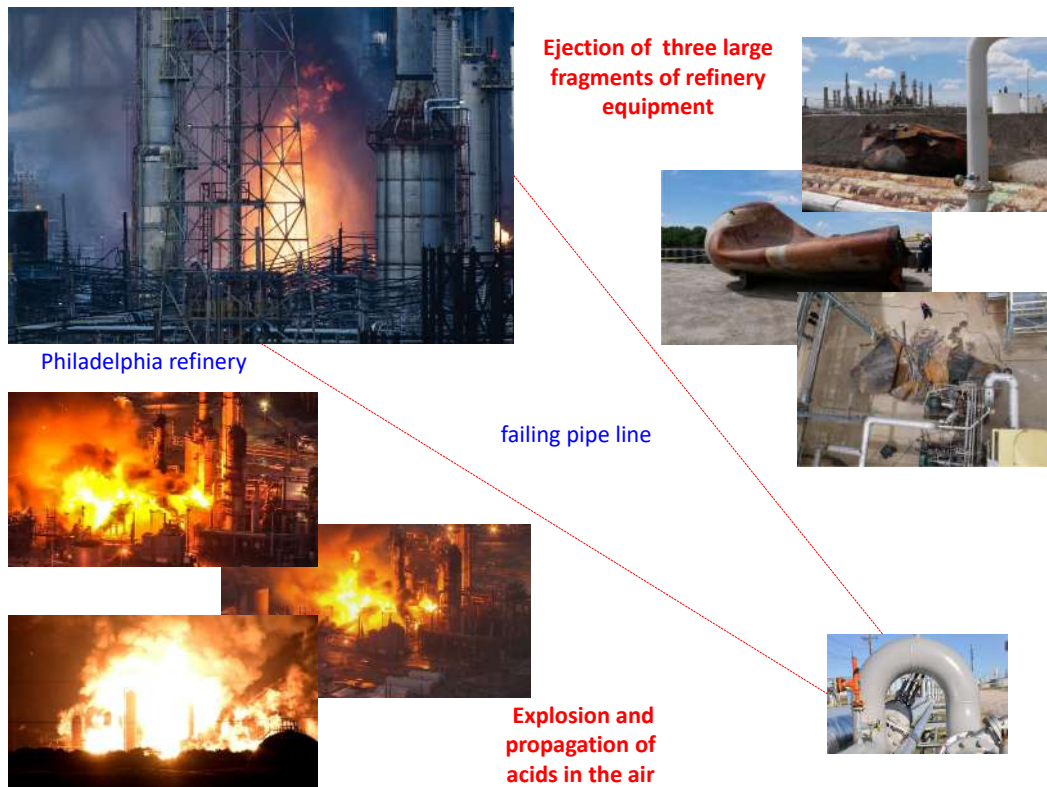 Ejection of three large
fragments of refinery
equipment
Philadelphia refinery
failing pipe line
Explosion and
propagation of
acids in the air